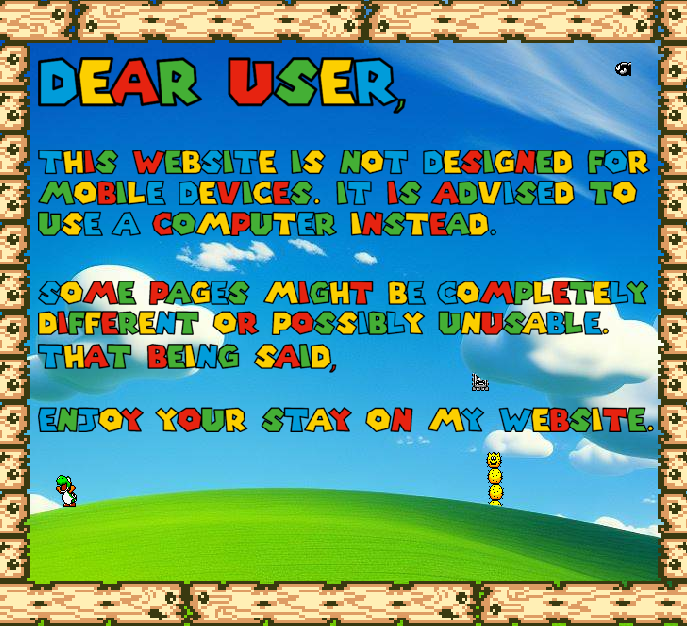 DEAR USER,
THIS WEBSITE IS NOT DESIGNED FOR
MOBILE DEVICES. IT IS ADVISED TO
USE A COMPUTER INSTEAD.
SOME PAGES MIGHT BE COMPLETELY
DIFFERENT OR POSSIBLY UNUSABLE.
THAT BEING SAID,
ENJOY YOUR STAY ON MY WEBSITE.